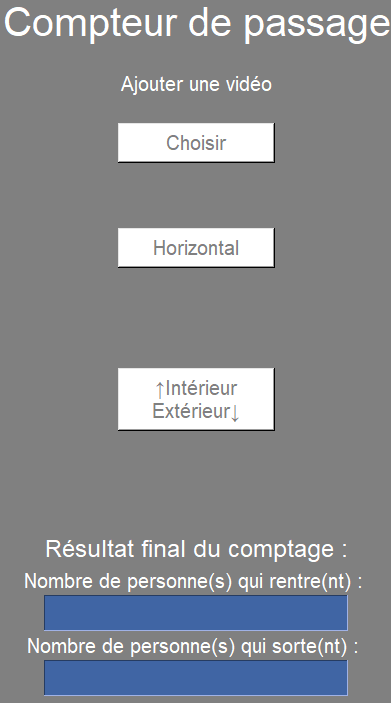 Compteur de passage
Ajouter une vidéo
Choisir
Horizontal
↑Intérieur
Extérieur↓
Résultat final du comptage :
Nombre de personne(s) qui rentre(nt) :
Nombre de personne(s) qui sorte(nt) :